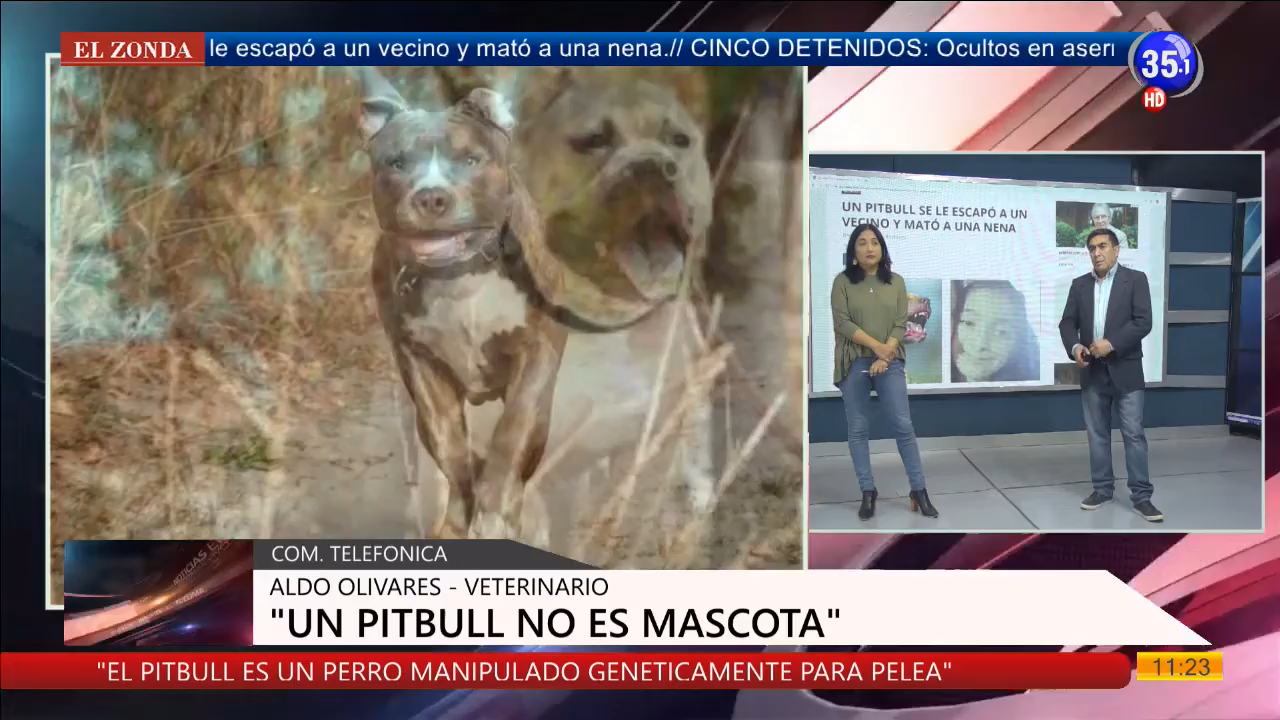 EL ZONDA
le escapó a un vecino y mató a una nena.// CINCO DETENIDOS: Ocultos en aserr
35.1
HD
UN PITBULL SE LE ESCAPÓ A UN
VECINO Y MATÓ A UNA NENA
COM. TELEFONICA
ALDO OLIVARES - VETERINARIO
"UN PITBULL NO ES MASCOTA"
"EL PITBULL ES UN PERRO MANIPULADO GENETICAMENTE PARA PELEA"
11:23